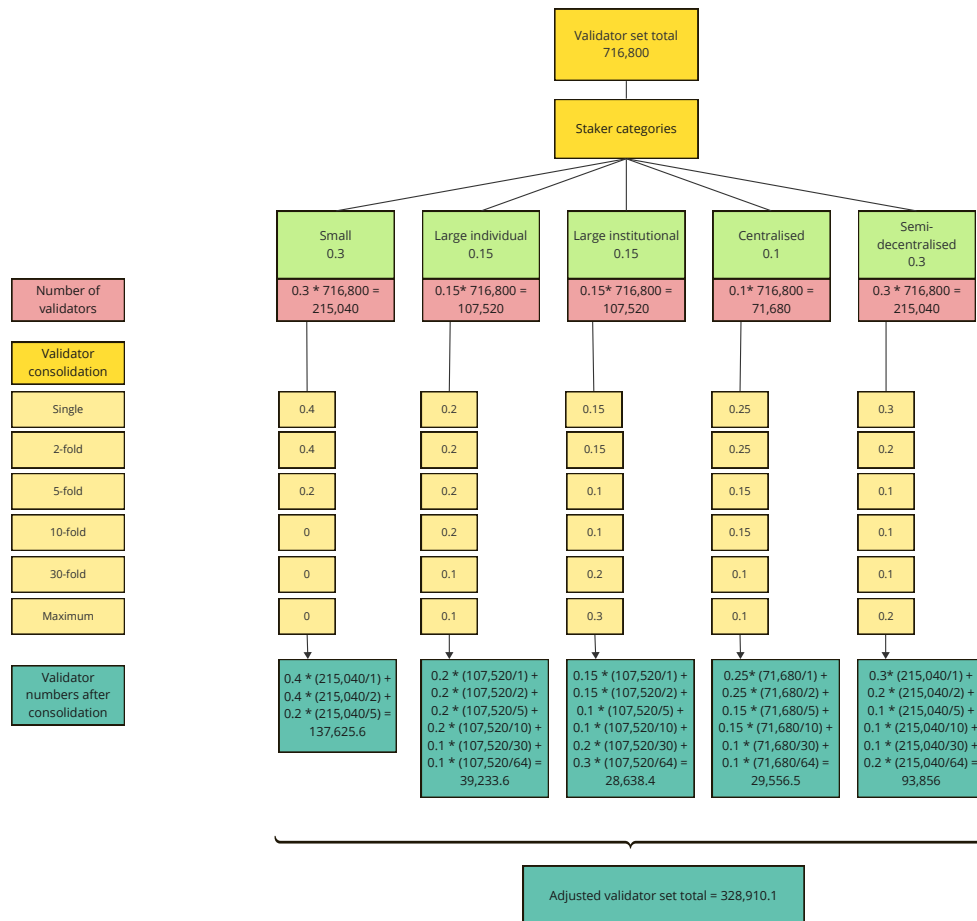 Validator set total
716,800
Staker categories
Small
0.3
Large individual
0.15
Large institutional
0.15
Centralised
0.1
Semi-
decentralised
0.3
Number of
validators
0.3 * 716,800 =
215,040
0.15* 716,800 =
107,520
0.15* 716,800 =
107,520
0.1* 716,800 =
71,680
0.3 * 716,800 =
215,040
Validator
consolidation
Single
0.4
0.2
0.15
0.25
0.3
2-fold
0.4
0.2
0.15
0.25
0.2
5-fold
0.2
0.2
0.1
0.15
0.1
10-fold
0
0.2
0.1
0.15
0.1
30-fold
0
0.1
0.2
0.1
0.1
Maximum
0
0.1
0.3
0.1
0.2
Validator
numbers after
consolidation
0.4 * (215,040/1) +
0.4 * (215,040/2) +
0.2 * (215,040/5) =
137,625.6
0.2 * (107,520/1) +
0.2 * (107,520/2) +
0.2 * (107,520/5) +
0.2 * (107,520/10) +
0.1 * (107,520/30) +
0.1 * (107,520/64) =
39,233.6
0.15 * (107,520/1) +
0.15 * (107,520/2) +
0.1 * (107,520/5) +
0.1 * (107,520/10) +
0.2 * (107,520/30) +
0.3 * (107,520/64) =
28,638.4
0.25* (71,680/1) +
0.25 * (71,680/2) +
0.15 * (71,680/5) +
0.15 * (71,680/10) +
0.1 * (71,680/30) +
0.1 * (71,680/64) =
29,556.5
0.3* (215,040/1) +
0.2 * (215,040/2) +
0.1 * (215,040/5) +
0.1 * (215,040/10) +
0.1 * (215,040/30) +
0.2 * (215,040/64) =
93,856
Adjusted validator set total = 328,910.1